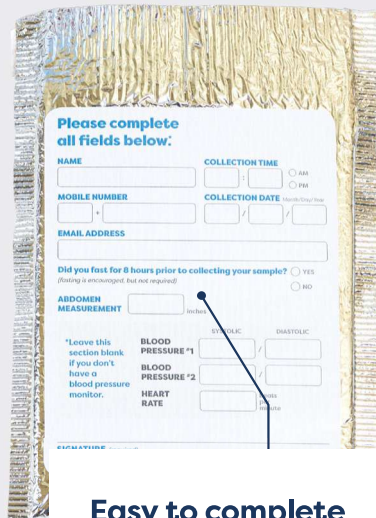 Please complete
all fields below:*
NAME
COLLECTION TIME
: AM
PM
MOBILE NUMBER
COLLECTION DATE Month/Day/Year
+ / /
EMAIL ADDRESS
Did you fast for 8 hours prior to collecting your sample? YES
(Fasting is encouraged, but not required)
NO
ABDOMEN
MEASUREMENT
inches
SYSTOLIC DIASTOLIC
*Leave this
section blank
if you don't
have a
blood pressure
monitor.
BLOOD
PRESSURE #1 /
BLOOD
PRESSURE #2 /
HEART
RATE
beats
per
minute
SIGNATURE
Easy to complete